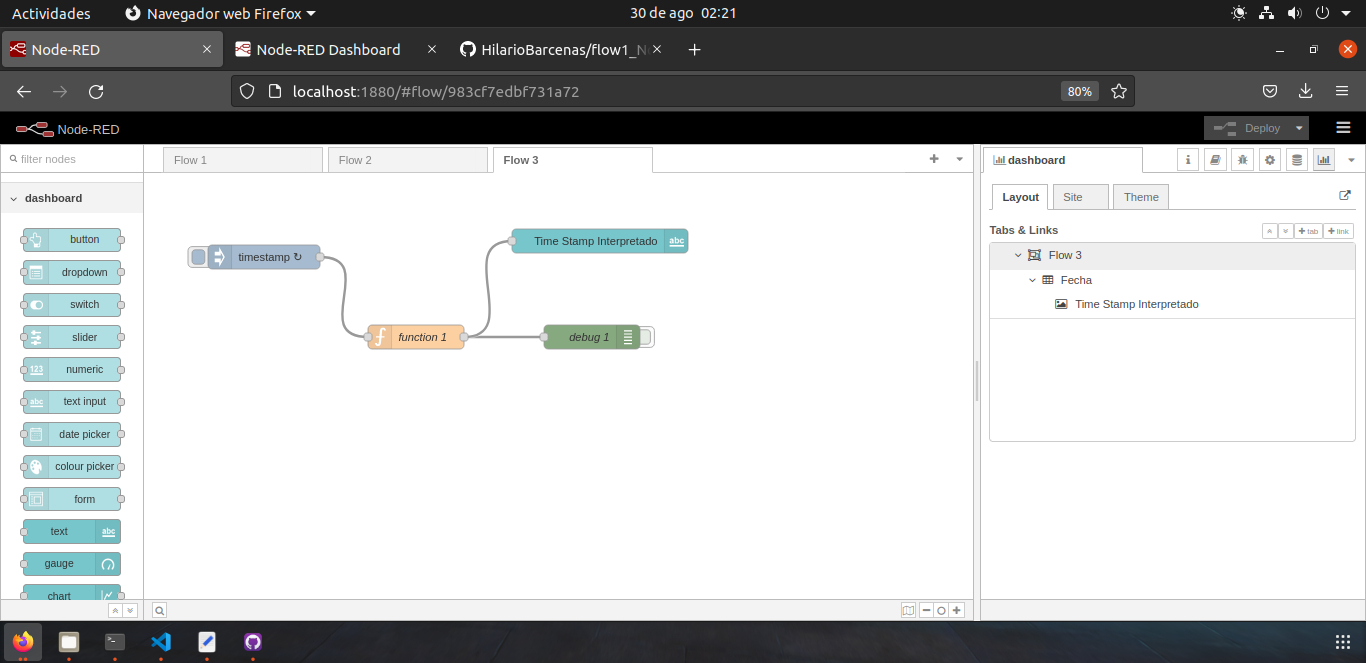 Actividades
Navegador web Firefox
30 de ago 02:21
Node-RED
Node-RED Dashboard
HilarioBarcenas/flow1_N
localhost:1880/#flow/983cf7edbf731a72
80%
Node-RED
Deploy
filter nodes
Flow 1
Flow 2
Flow 3
dashboard
dashboard
button
dropdown
switch
slider
123
numeric
abc
text input
date picker
colour picker
form
text
abc
gauge
chart
timestamp ↻
Time Stamp Interpretado
abc
function 1
debug 1
Layout
Site
Theme
Tabs & Links
+ tab
+ link
Flow 3
Fecha
Time Stamp Interpretado